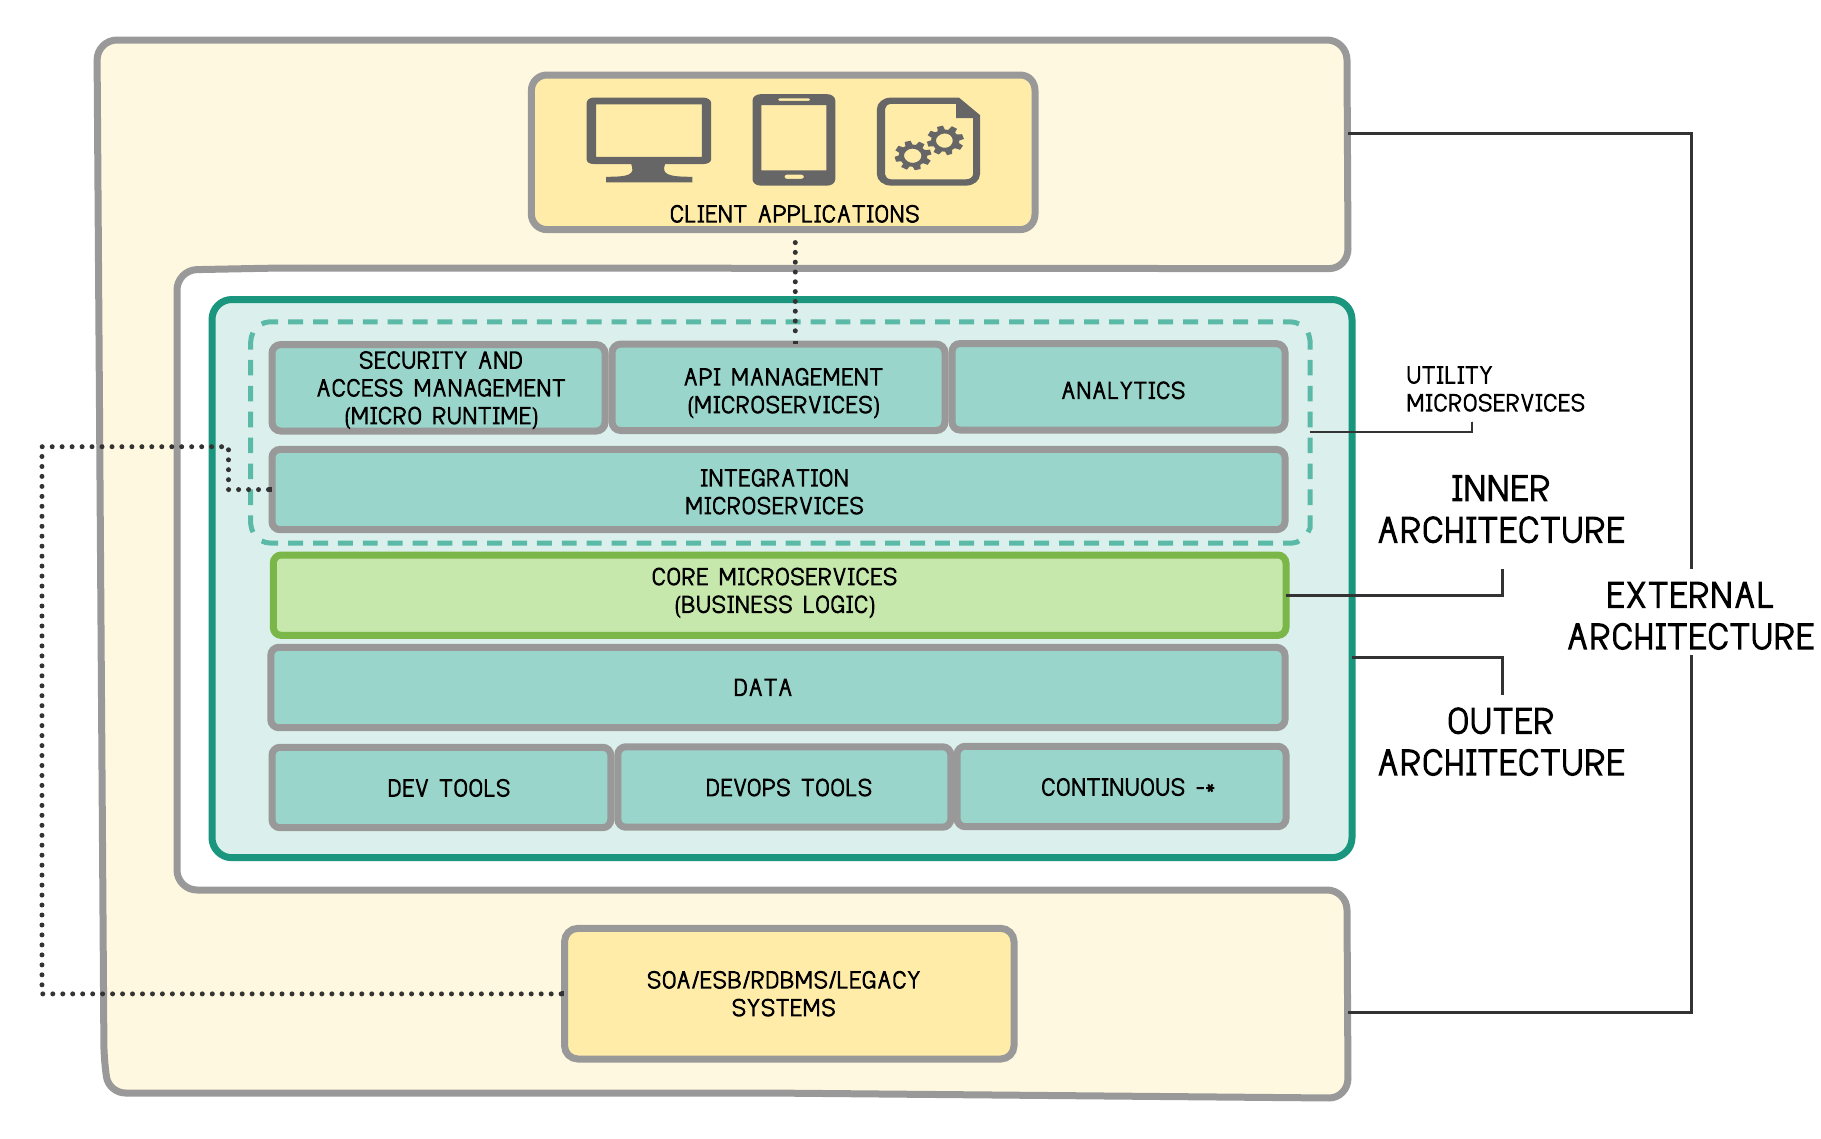 CLIENT APPLICATIONS
SECURITY AND
ACCESS MANAGEMENT
(MICRO RUNTIME)
API MANAGEMENT
(MICROSERVICES)
ANALYTICS
UTILITY
MICROSERVICES
INTEGRATION
MICROSERVICES
INNER
ARCHITECTURE
CORE MICROSERVICES
(BUSINESS LOGIC)
EXTERNAL
ARCHITECTURE
DATA
OUTER
ARCHITECTURE
DEV TOOLS
DEVOPS TOOLS
CONTINUOUS -*
SOA/ESB/RDBMS/LEGACY
SYSTEMS